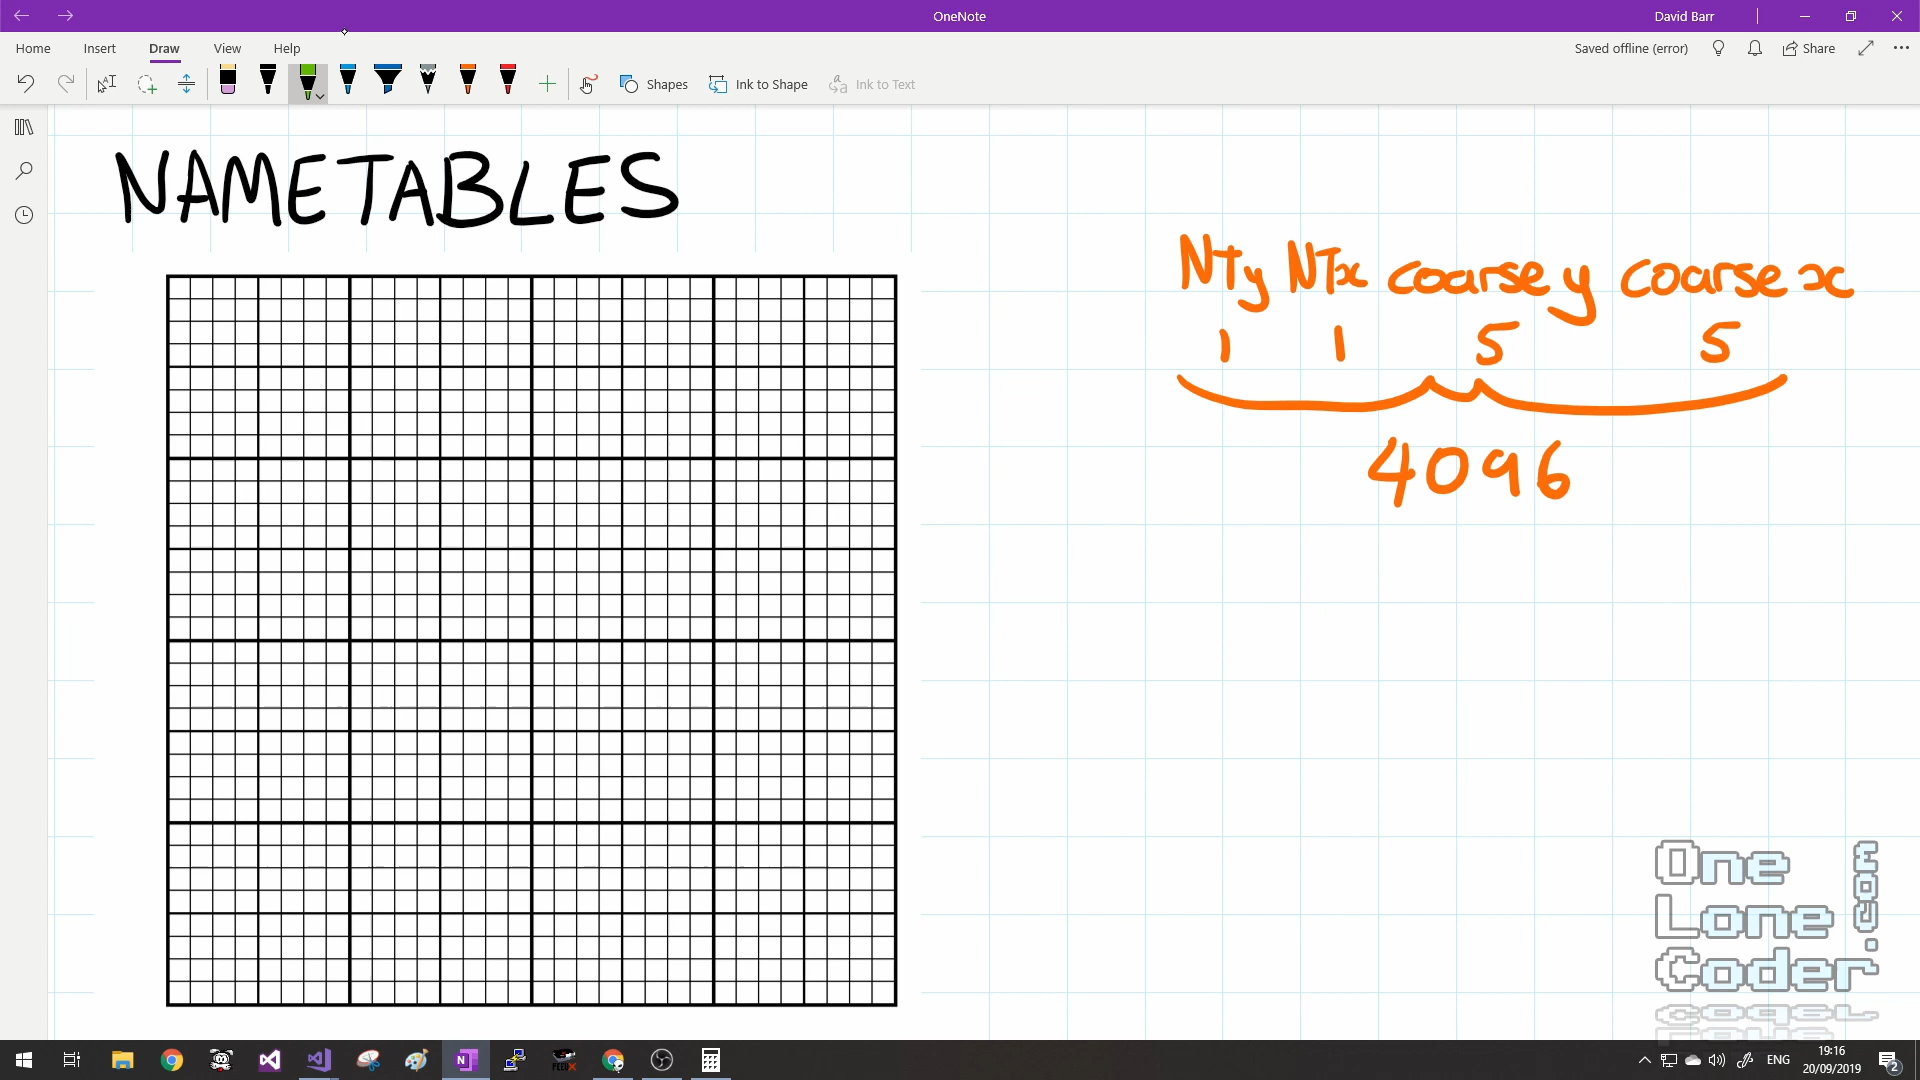 OneNote
David Barr
Home Insert Draw View Help
Saved offline (error)
Share
Shapes
Ink to Shape
Ink to Text
NAMETABLES
NTy NTx coarse y coarse x
1 1 5 5
4096
One
Lone
Coder
.com
19:16
ENG
20/09/2019
2